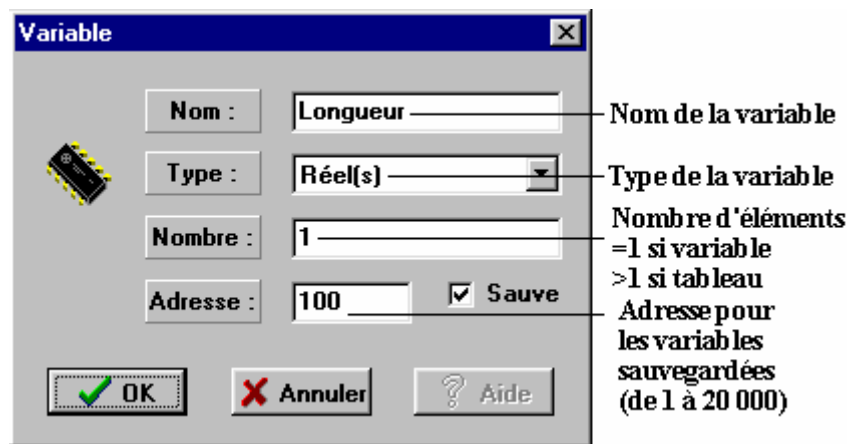 Variable
Nom :
Longueur
Nom de la variable
Type :
Réel(s)
Type de la variable
Nombre :
1
Nombre d'éléments
=1 si variable
>1 si tableau
Adresse :
100
Sauve
Adresse pour
les variables
sauvegardées
(de 1 à 20 000)
OK
Annuler
? Aide